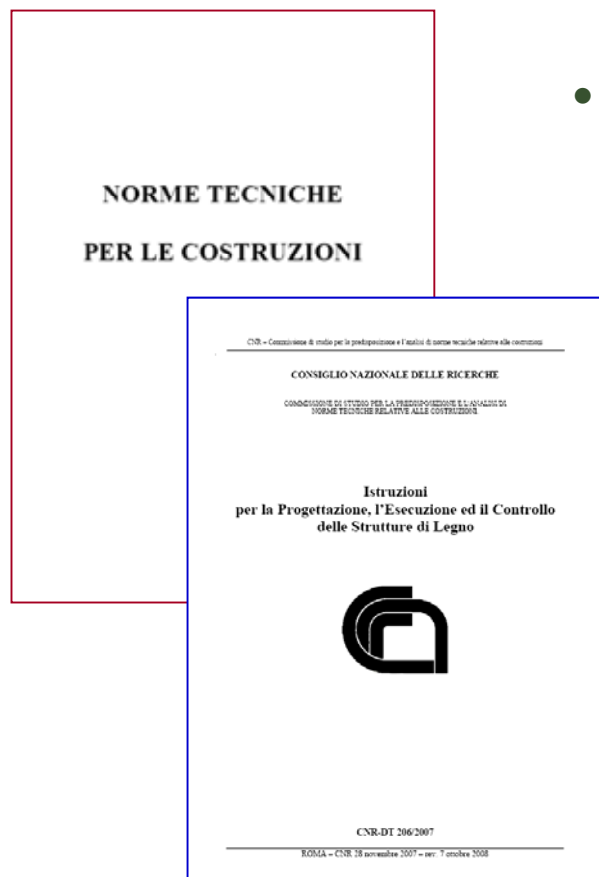 NORME TECNICHE
PER LE COSTRUZIONI
CNR – Commissione di studio per la predisposizione e l'analisi di norme tecniche relative alle costruzioni
CONSIGLIO NAZIONALE DELLE RICERCHE
COMMISSIONE DI STUDIO PER LA PREDISPOSIZIONE E L'ANALISI DI
NORME TECNICHE RELATIVE ALLE COSTRUZIONI
Istruzioni
per la Progettazione, l'Esecuzione ed il Controllo
delle Strutture di Legno
CNR-DT 206/2007
ROMA – CNR 28 novembre 2007 – rev. 7 ottobre 2008